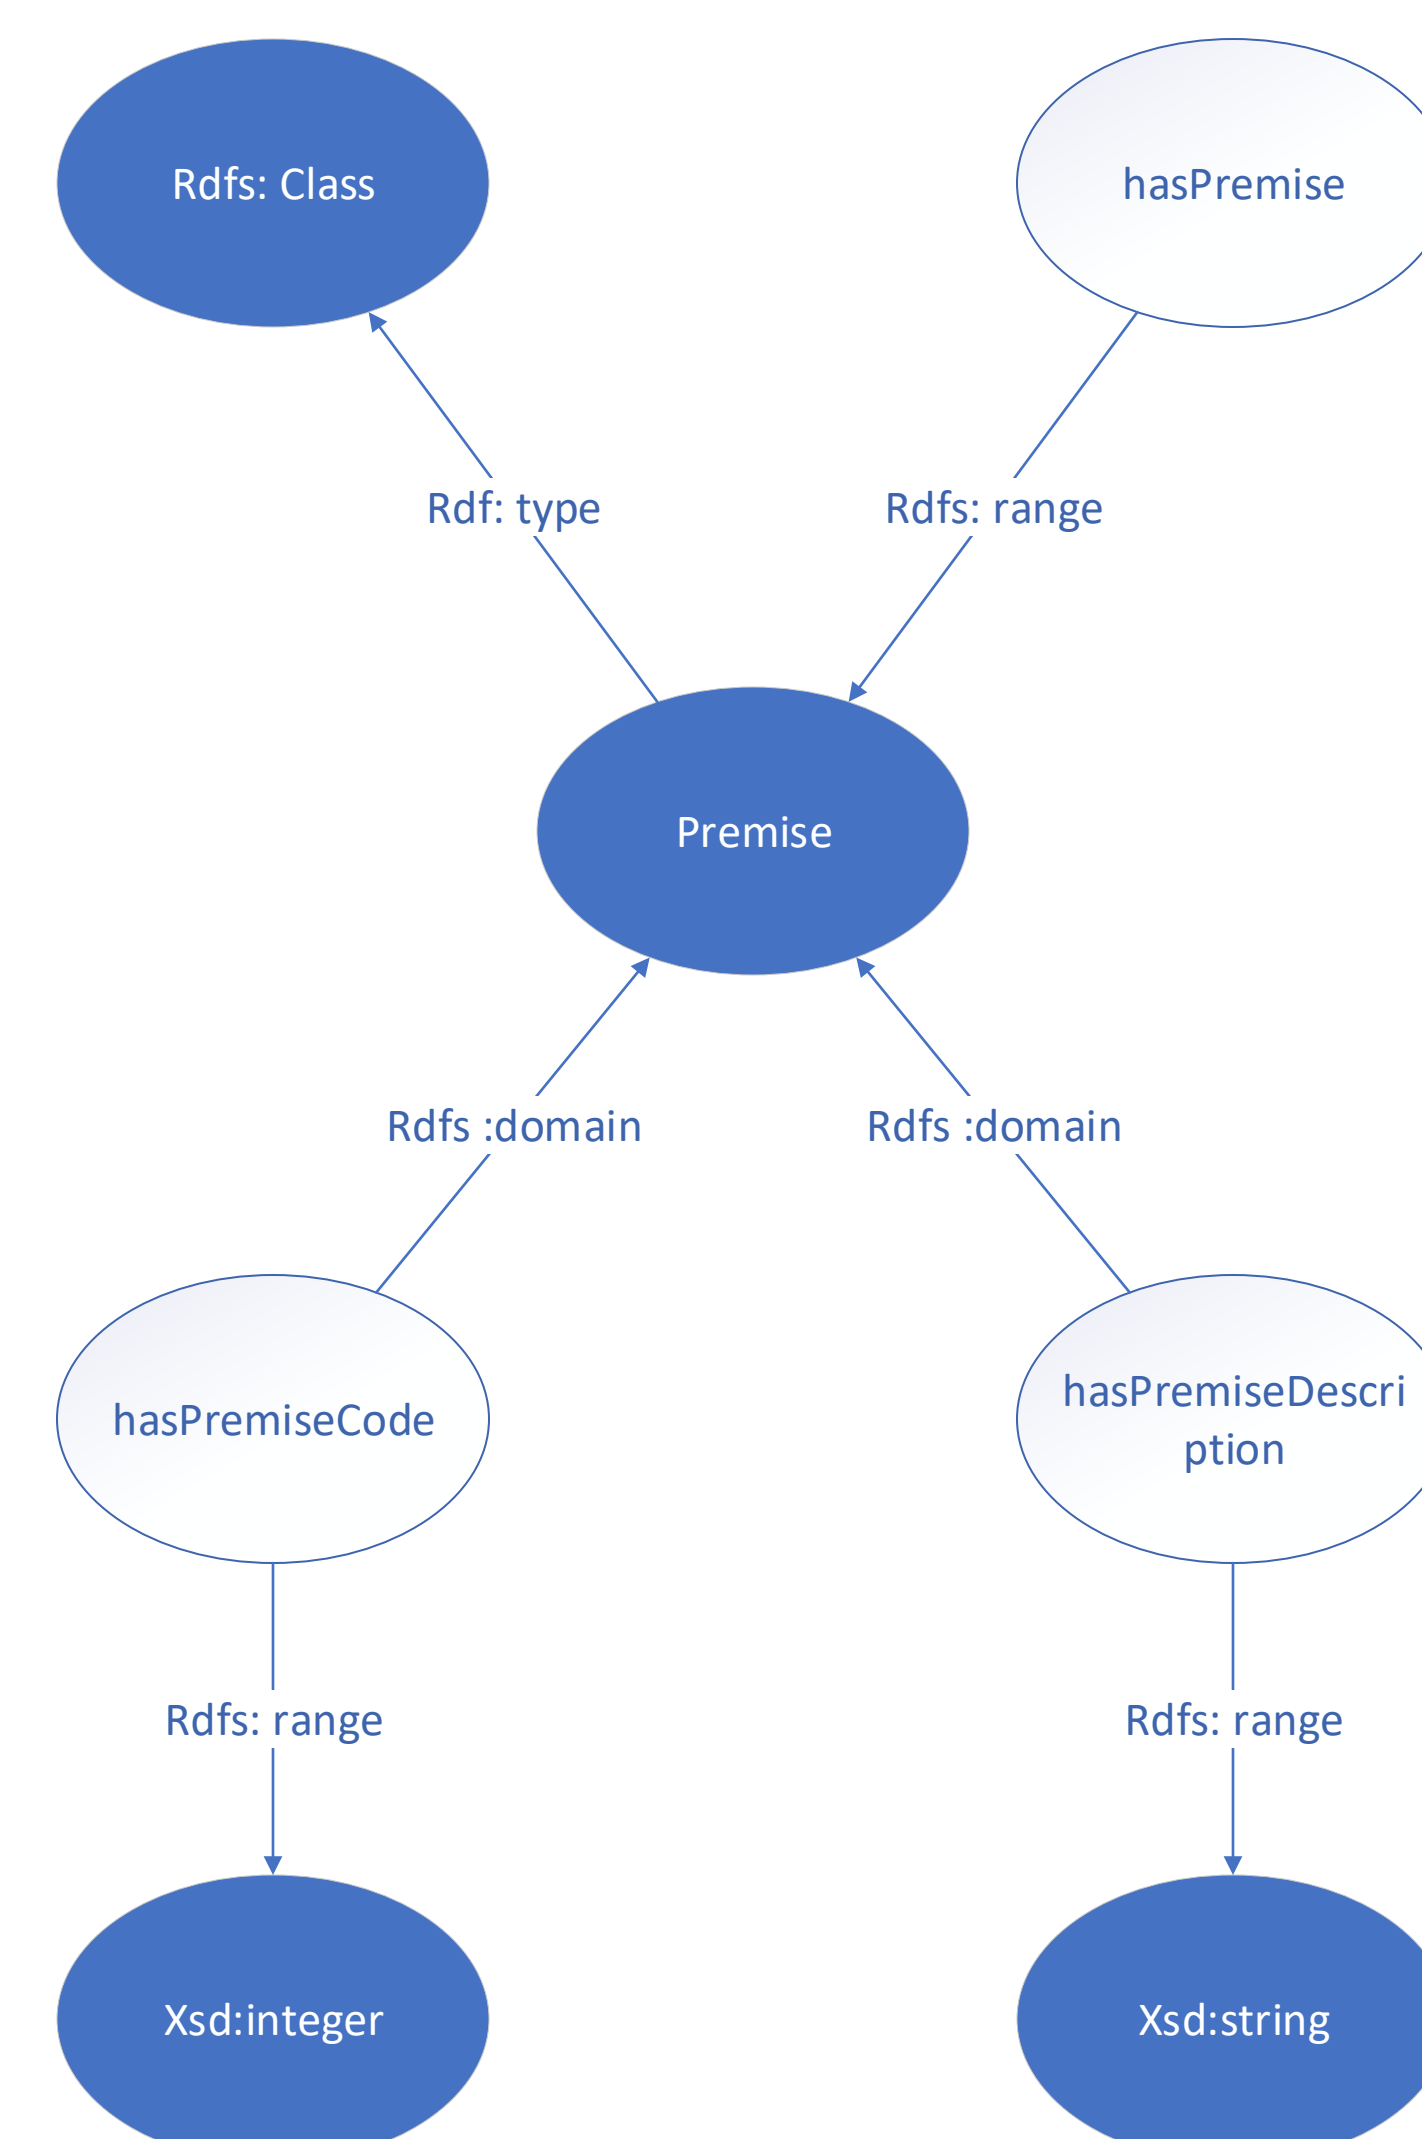 Rdfs: Class
hasPremise
Rdf: type
Rdfs: range
Premise
Rdfs :domain
Rdfs :domain
hasPremiseCode
hasPremiseDescri
ption
Rdfs: range
Rdfs: range
Xsd:integer
Xsd:string